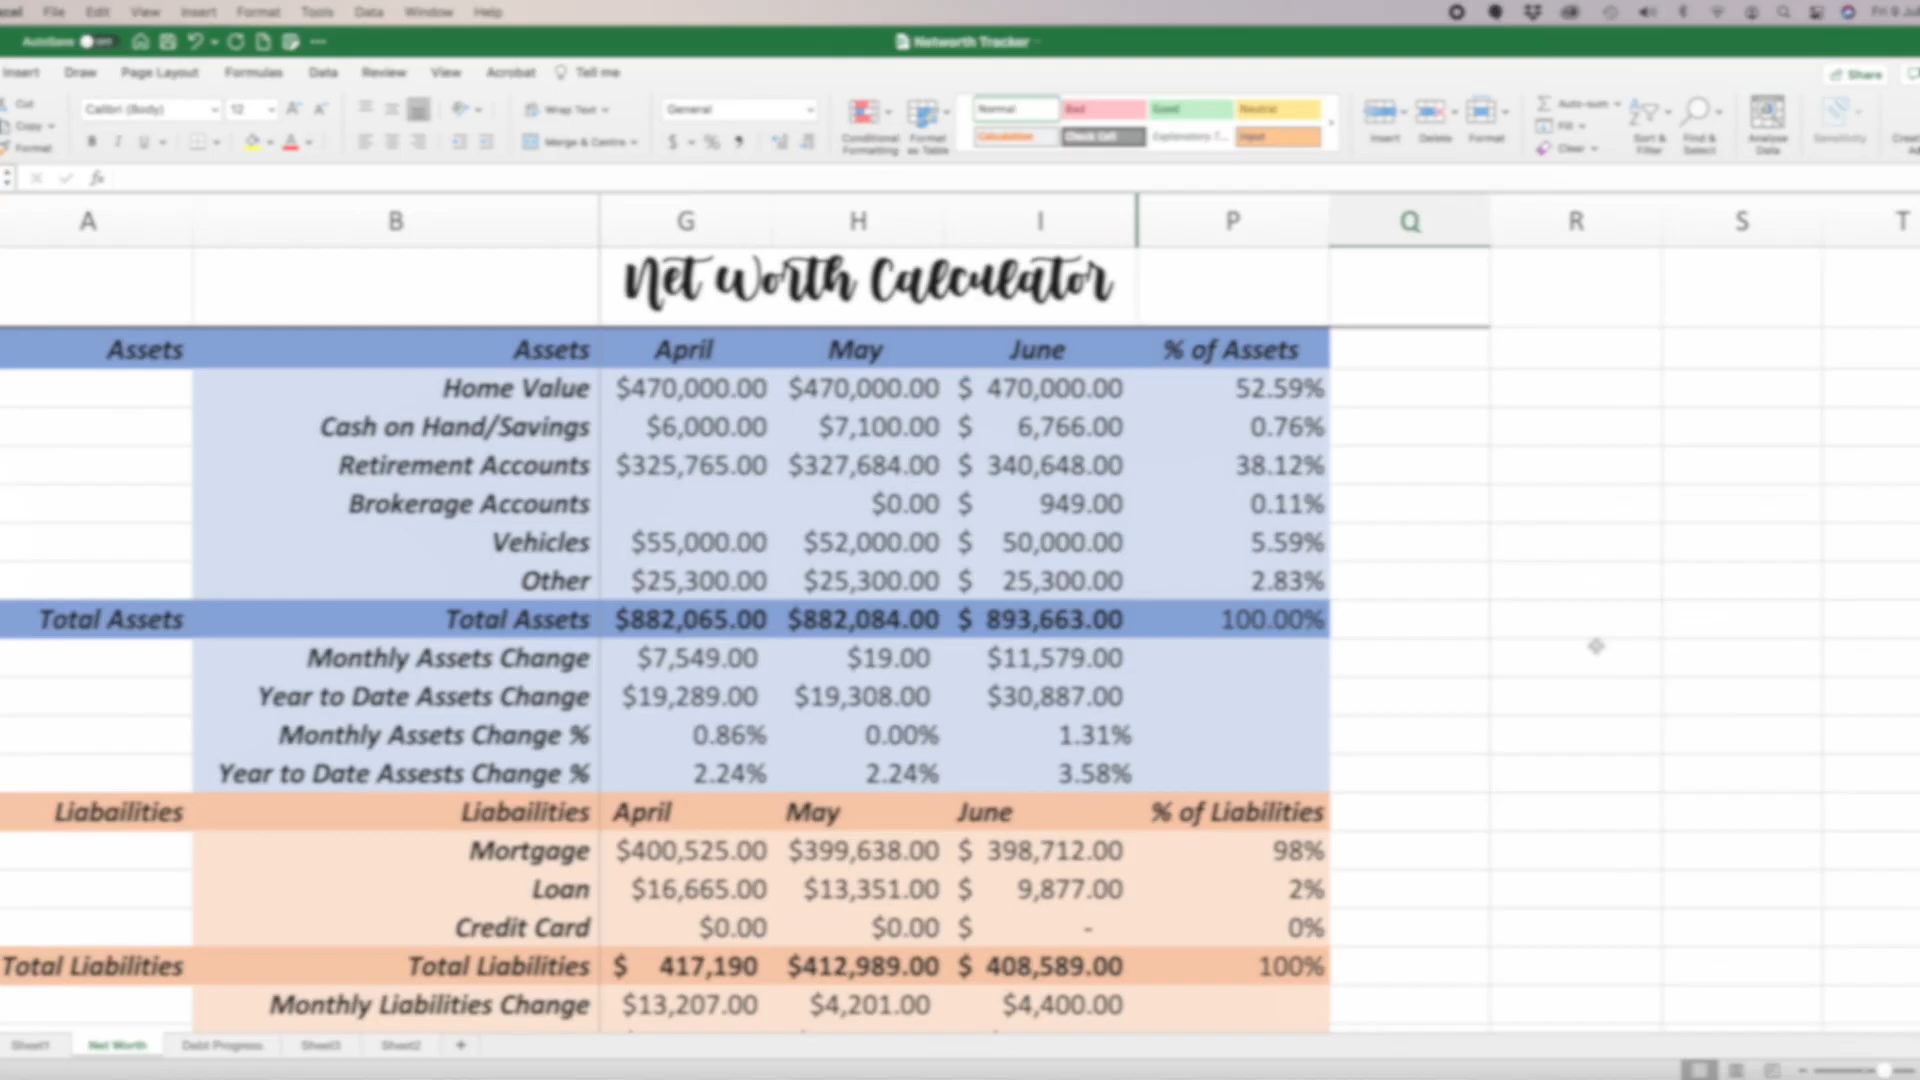 File Edit View Insert Format Tools Data Window Help
AutoSave OFF Networth Tracker
Insert Draw Page Layout Formulas Data Review View Acrobat Tell me Share
Cut Calibri (Body) 12 Wrap Text General Normal Bad Good Neutral Auto-sum
Copy Conditional Formatting Format as Table Insert Delete Format Fill Sort & Filter Find & Select Analyse Data Sensitivity
Format B I U Merge & Centre $ % Calculation Check Cell Explanatory T... Input Clear
fx
A B G H I P Q R S T
Net Worth Calculator
Assets Assets April May June % of Assets
Home Value $470,000.00 $470,000.00 $ 470,000.00 52.59%
Cash on Hand/Savings $6,000.00 $7,100.00 $ 6,766.00 0.76%
Retirement Accounts $325,765.00 $327,684.00 $ 340,648.00 38.12%
Brokerage Accounts $0.00 $ 949.00 0.11%
Vehicles $55,000.00 $52,000.00 $ 50,000.00 5.59%
Other $25,300.00 $25,300.00 $ 25,300.00 2.83%
Total Assets Total Assets $882,065.00 $882,084.00 $ 893,663.00 100.00%
Monthly Assets Change $7,549.00 $19.00 $11,579.00
Year to Date Assets Change $19,289.00 $19,308.00 $30,887.00
Monthly Assets Change % 0.86% 0.00% 1.31%
Year to Date Assests Change % 2.24% 2.24% 3.58%
Liabailities Liabailities April May June % of Liabilities
Mortgage $400,525.00 $399,638.00 $ 398,712.00 98%
Loan $16,665.00 $13,351.00 $ 9,877.00 2%
Credit Card $0.00 $0.00 $ - 0%
Total Liabilities Total Liabilities $ 417,190 $412,989.00 $ 408,589.00 100%
Monthly Liabilities Change $13,207.00 $4,201.00 $4,400.00
Sheet1 Net Worth Debt Progress Sheet3 Sheet2 +